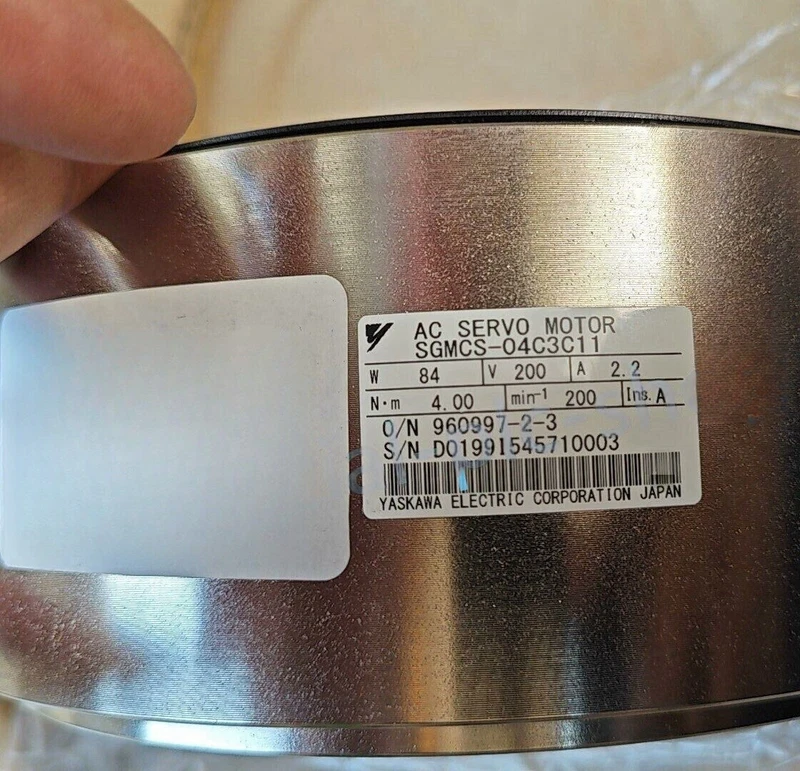 AC SERVO MOTOR
SGMCS-04C3C11
W 84 V 200 A 2.2
N·m 4.00 min-1 200 Ins. A
O/N 960997-2-3
S/N D01991545710003
YASKAWA ELECTRIC CORPORATION JAPAN